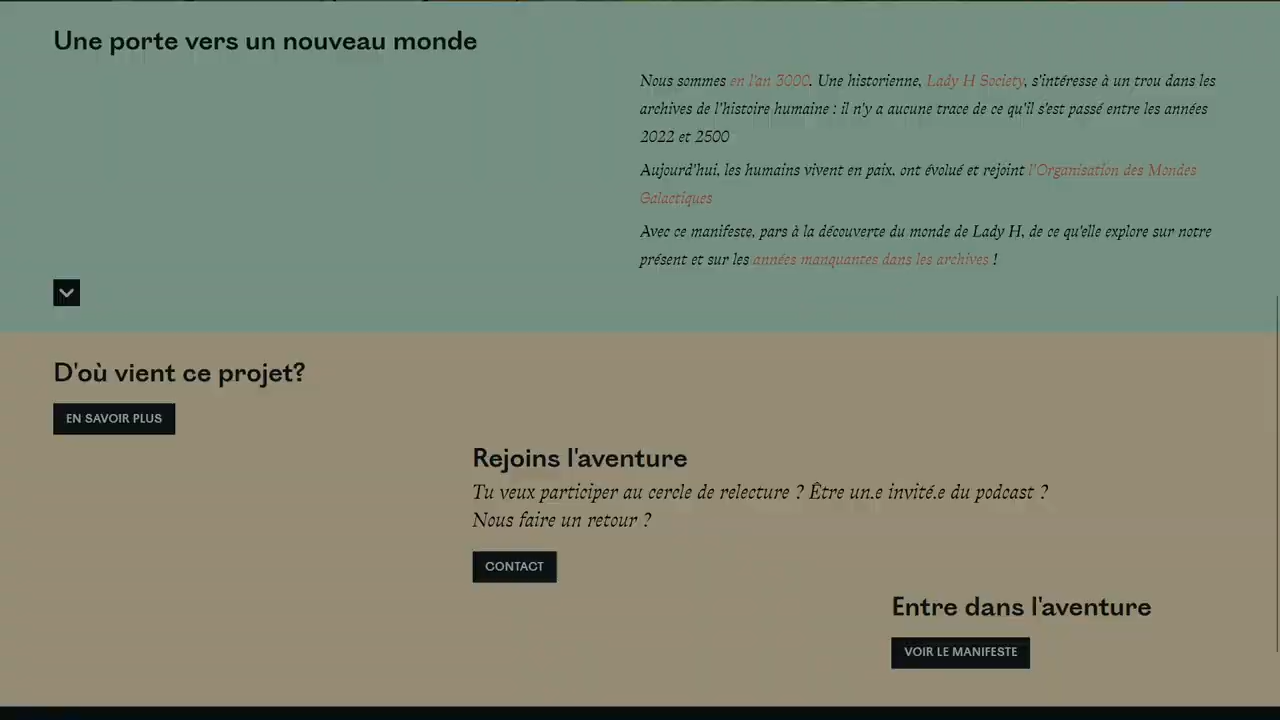 Une porte vers un nouveau monde
Nous sommes en l'an 3000. Une historienne, Lady H Society, s'intéresse à un trou dans les
archives de l'histoire humaine : il n'y a aucune trace de ce qu'il s'est passé entre les années
2022 et 2500
Aujourd'hui, les humains vivent en paix, ont évolué et rejoint l'Organisation des Mondes
Galactiques
Avec ce manifeste, pars à la découverte du monde de Lady H, de ce qu'elle explore sur notre
présent et sur les années manquantes dans les archives !
D'où vient ce projet?
EN SAVOIR PLUS
Rejoins l'aventure
Tu veux participer au cercle de relecture ? Être un.e invité.e du podcast ?
Nous faire un retour ?
CONTACT
Entre dans l'aventure
VOIR LE MANIFESTE